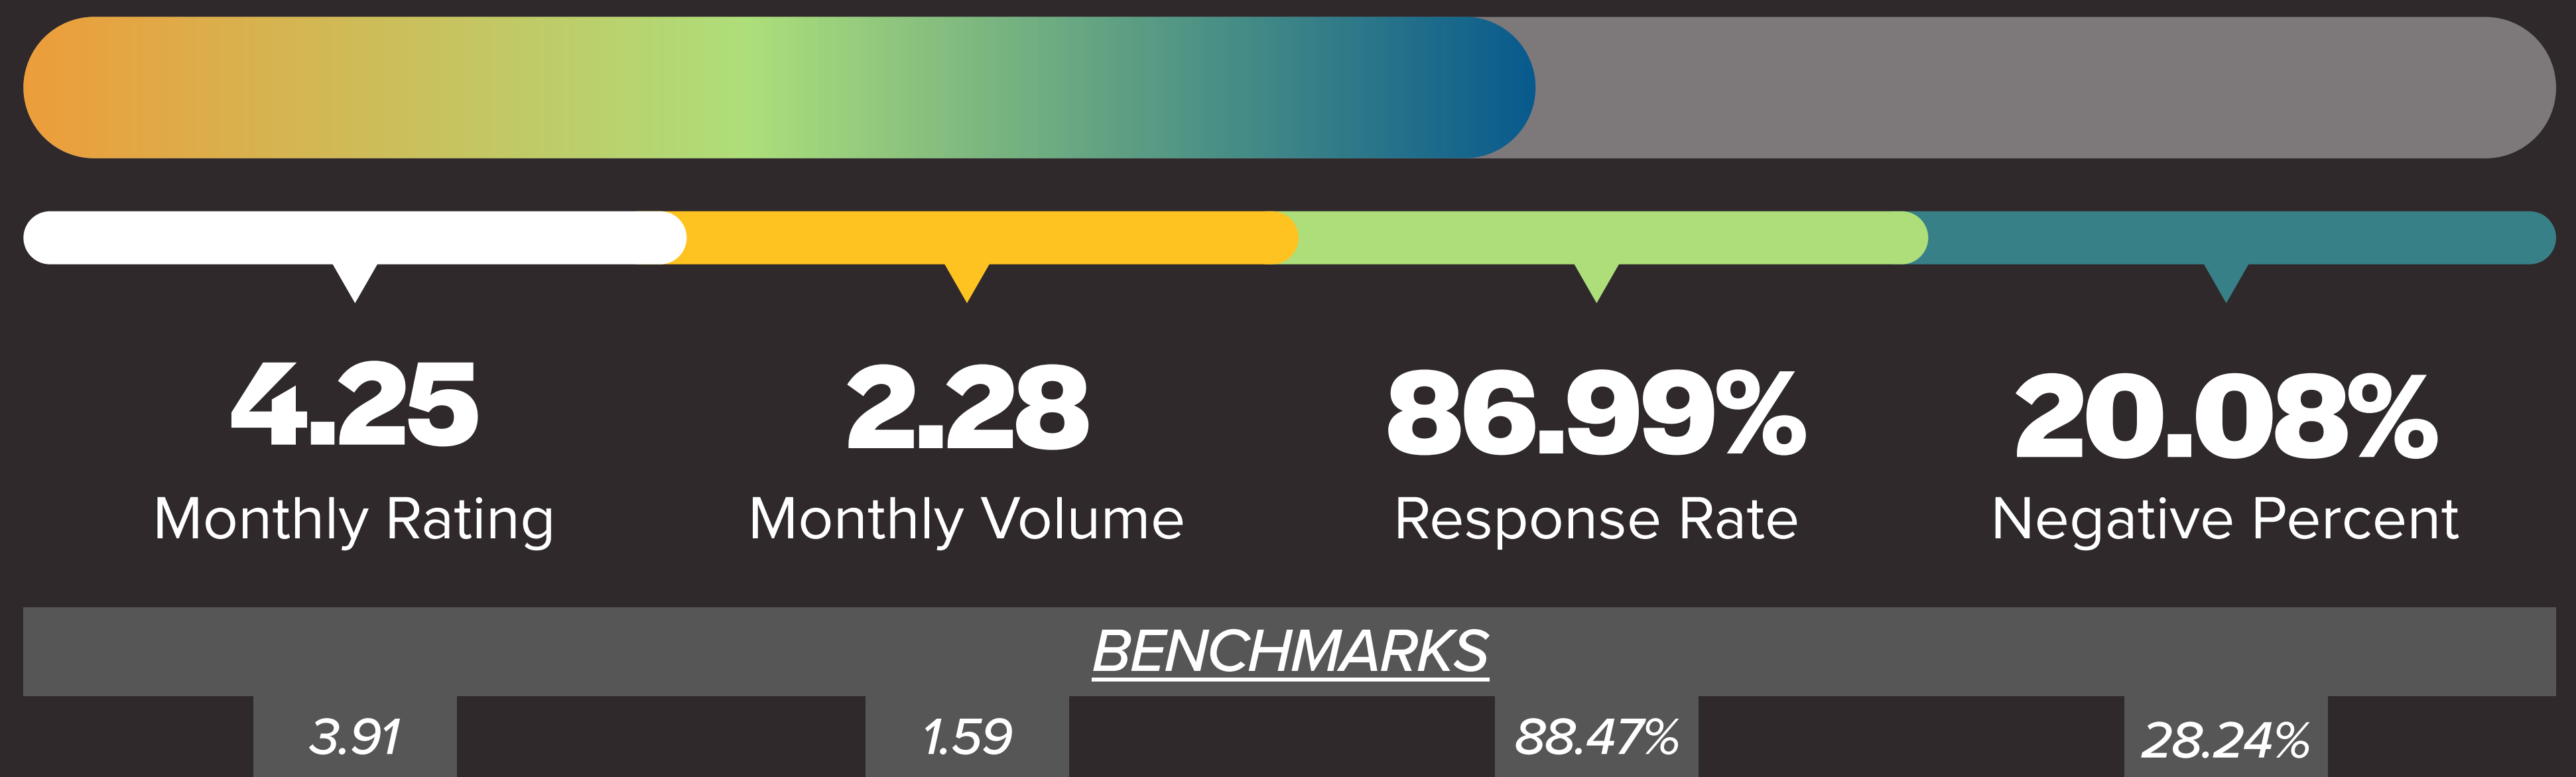 4.25 2.28 86.99% 20.08%
Monthly Rating Monthly Volume Response Rate Negative Percent
BENCHMARKS
3.91 1.59 88.47% 28.24%